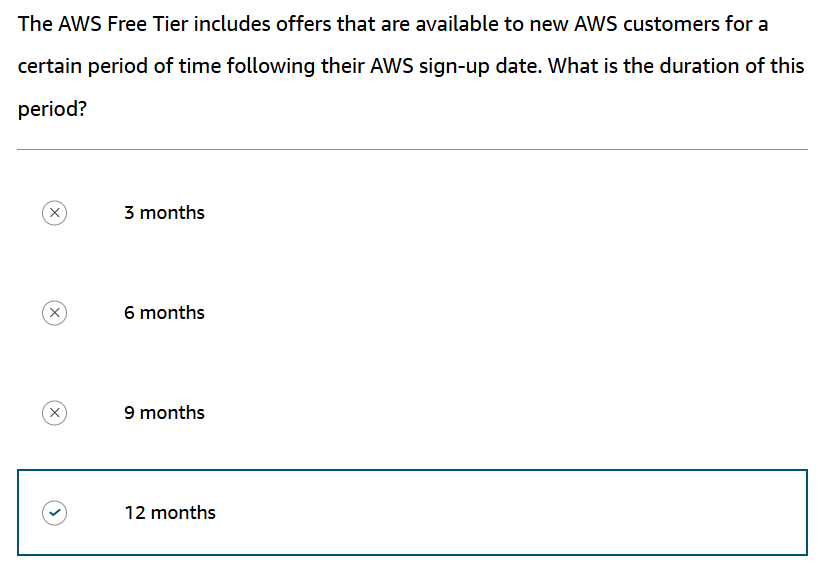 The AWS Free Tier includes offers that are available to new AWS customers for a
certain period of time following their AWS sign-up date. What is the duration of this
period?
3 months
6 months
9 months
12 months